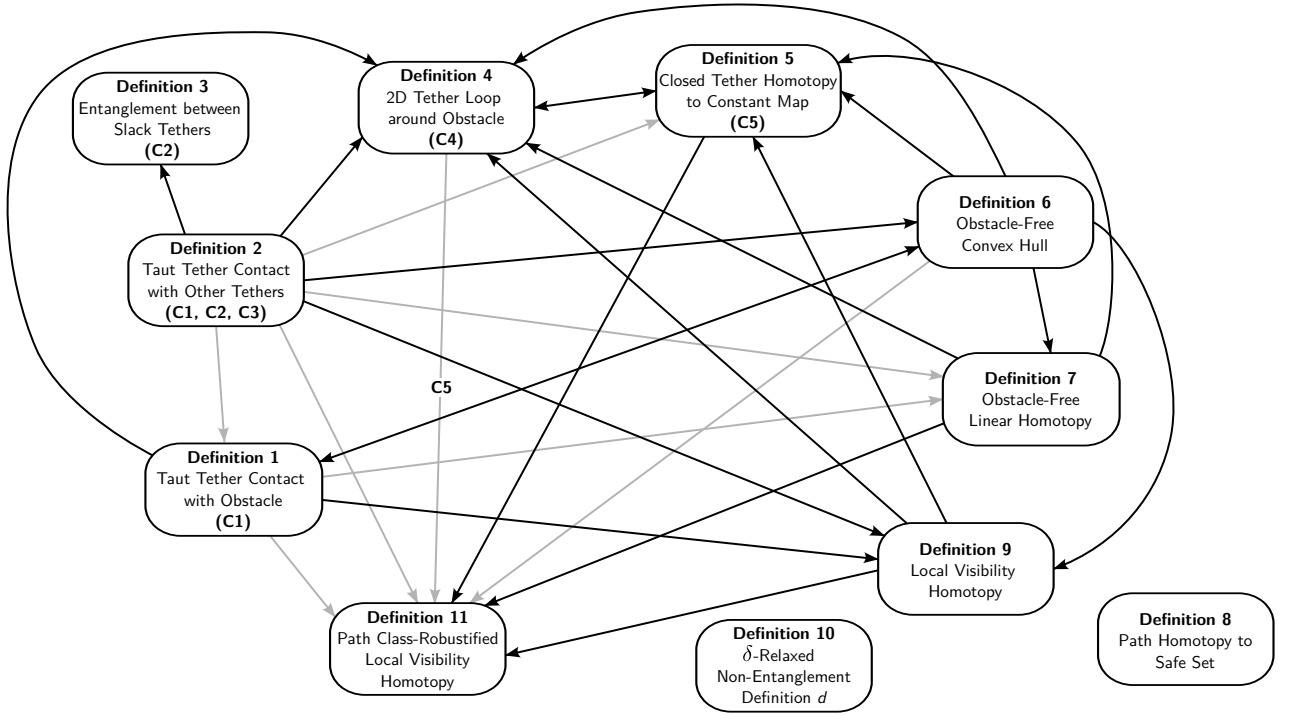 Definition 3
Entanglement between
Slack Tethers
(C2)
Definition 4
2D Tether Loop
around Obstacle
(C4)
Definition 5
Closed Tether Homotopy
to Constant Map
(C5)
Definition 6
Obstacle-Free
Convex Hull
Definition 2
Taut Tether Contact
with Other Tethers
(C1, C2, C3)
C5
Definition 7
Obstacle-Free
Linear Homotopy
Definition 1
Taut Tether Contact
with Obstacle
(C1)
Definition 9
Local Visibility
Homotopy
Definition 11
Path Class-Robustified
Local Visibility
Homotopy
Definition 10
δ-Relaxed
Non-Entanglement
Definition d
Definition 8
Path Homotopy to
Safe Set